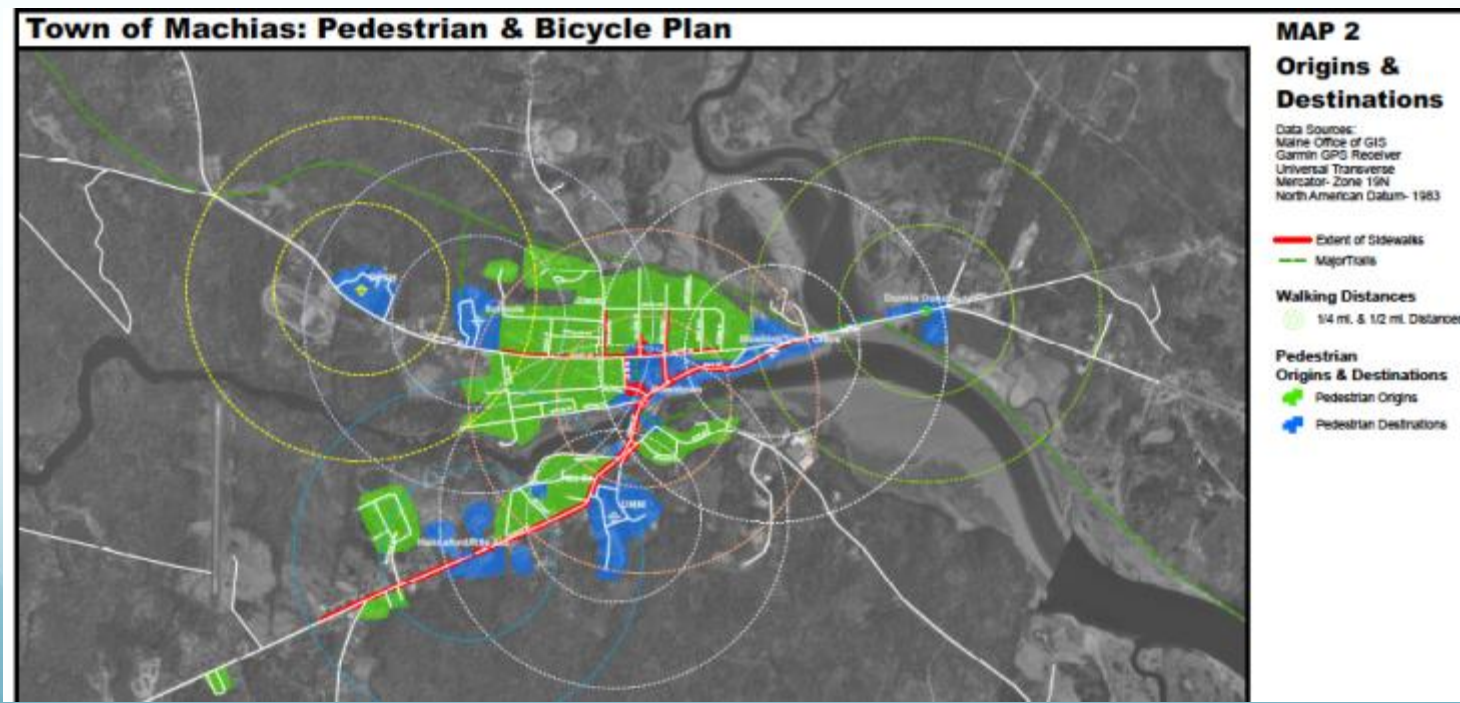 Town of Machias: Pedestrian & Bicycle Plan
MAP 2
Origins &
Destinations
Data Sources:
Maine Office of GIS
Garmin GPS Receiver
Universal Transverse
Mercator- Zone 19N
North American Datum- 1983
Extent of Sidewalks
MajorTrails
Walking Distances
1/4 mi. & 1/2 mi. Distances
Pedestrian
Origins & Destinations
Pedestrian Origins
Pedestrian Destinations
UMM